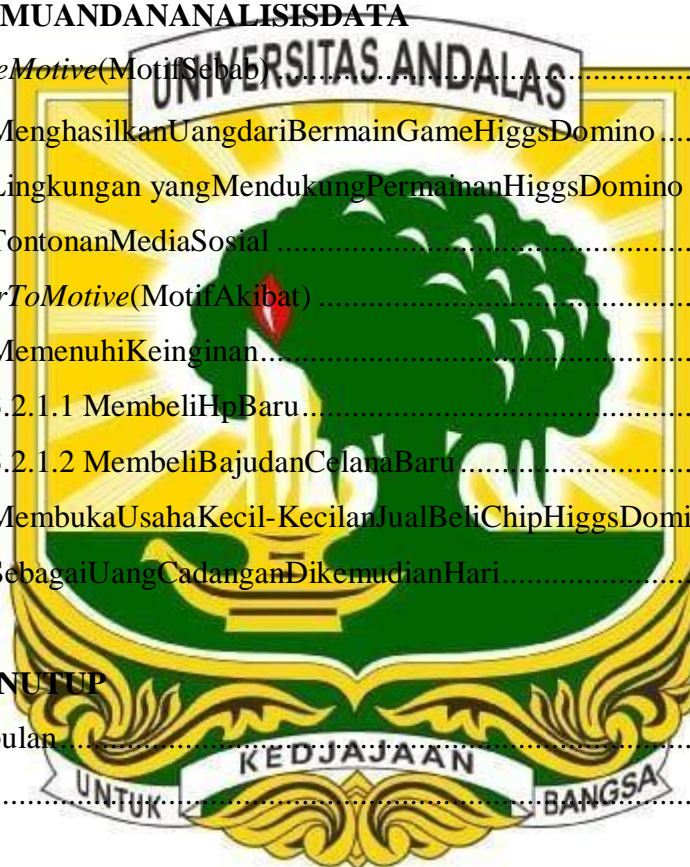 MUANDANANALISISDATA
UNIVERSITAS ANDALAS
eMotive(MotifSebab)
MenghasilkanUangdariBermainGameHiggsDomino
Lingkungan yangMendukungPermainanHiggsDomino
TontonanMediaSosial
rToMotive(MotifAkibat)
MemenuhiKeinginan
.2.1.1 MembeliHpBaru
.2.1.2 MembeliBajudanCelanaBaru
MembukaUsahaKecil-KecilanJualBeliChipHiggsDomi
SebagaiUangCadanganDikemudianHari
NUTUP
pulan
KEDJAJAAN
UNTUK BANGSA